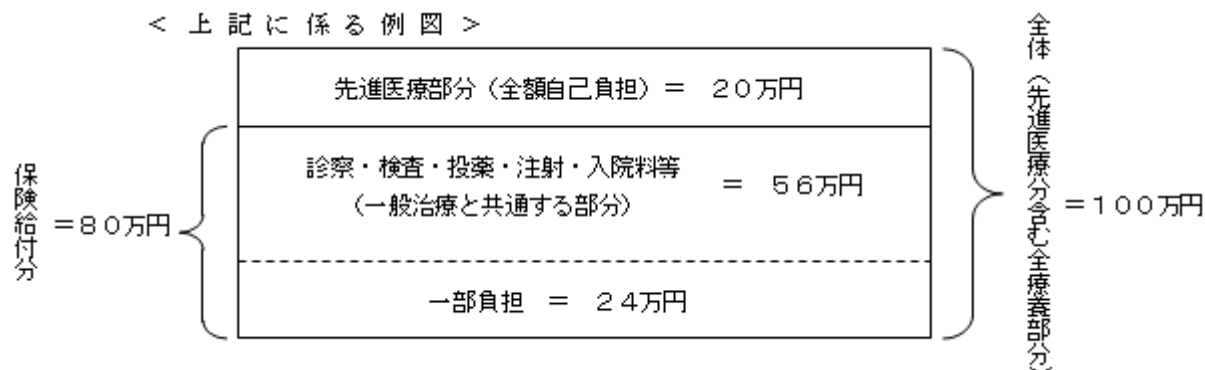 ＜ 上 記 に 係 る 例 図 ＞
先進医療部分（全額自己負担）＝　２０万円
診察・検査・投薬・注射・入院料等
（一般治療と共通する部分）
＝　５６万円
一部負担　＝　２４万円
保険給付分
＝８０万円
全体（先進医療分含む全療養部分）
＝１００万円